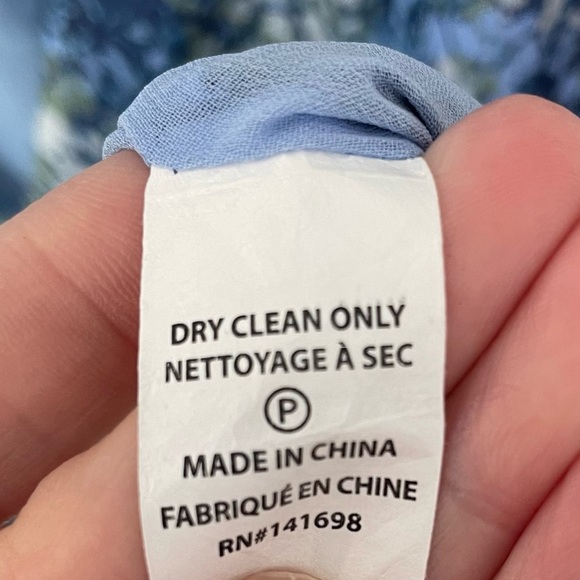 DRY CLEAN ONLY
NETTOYAGE À SEC
P
MADE IN CHINA
FABRIQUÉ EN CHINE
RN#141698